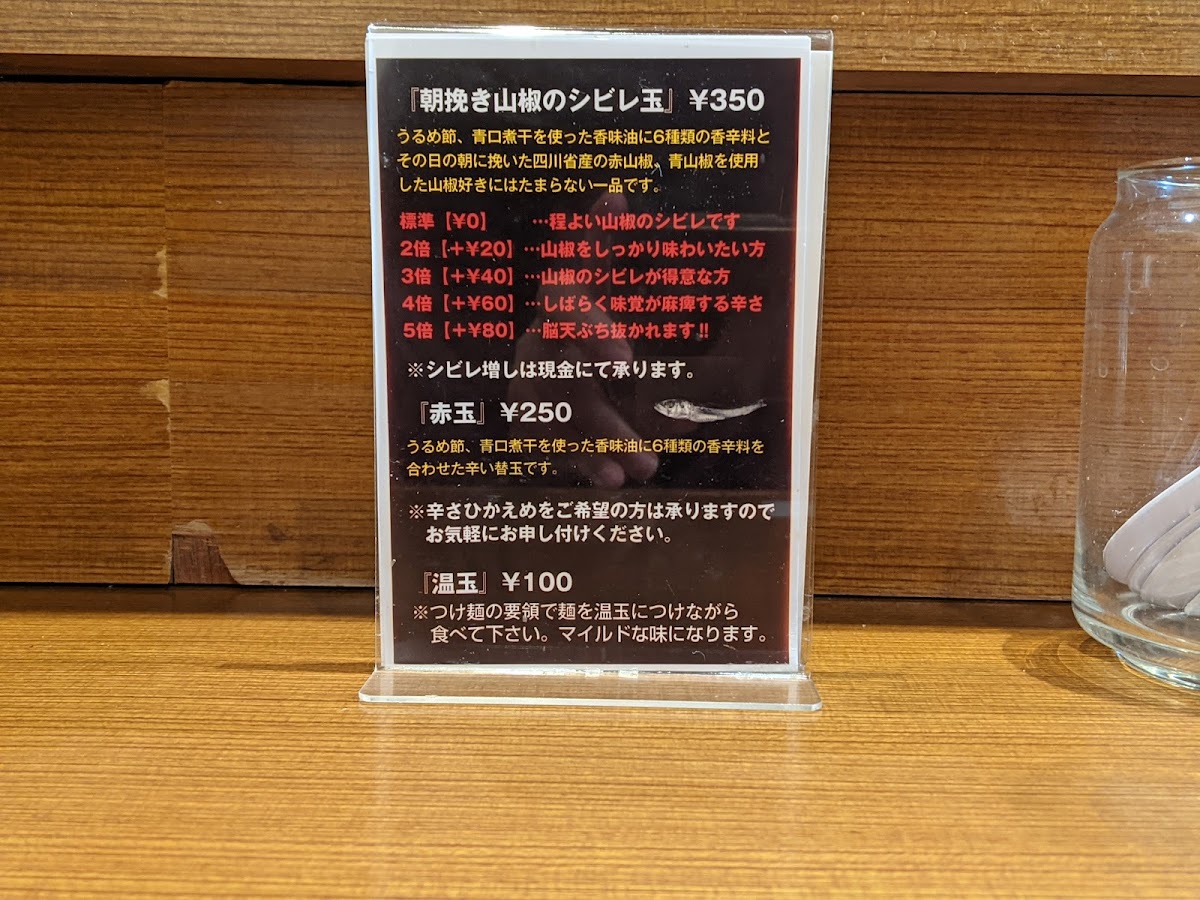 『朝挽き山椒のシビレ玉』 ¥350
うるめ節、青口煮干を使った香味油に6種類の香辛料と
その日の朝に挽いた四川省産の赤山椒、青山椒を使用
した山椒好きにはたまらない一品です。
標準【¥0】 …程よい山椒のシビレです
2倍【+¥20】…山椒をしっかり味わいたい方
3倍【+¥40】…山椒のシビレが得意な方
4倍【+¥60】…しばらく味覚が麻痺する辛さ
5倍【+¥80】…脳天ぶち抜かれます!!
※シビレ増しは現金にて承ります。
『赤玉』 ¥250
うるめ節、青口煮干を使った香味油に6種類の香辛料を
合わせた辛い替玉です。
※辛さひかえめをご希望の方は承りますので
お気軽にお申し付けください。
『温玉』 ¥100
※つけ麺の要領で麺を温玉につけながら
食べて下さい。マイルドな味になります。